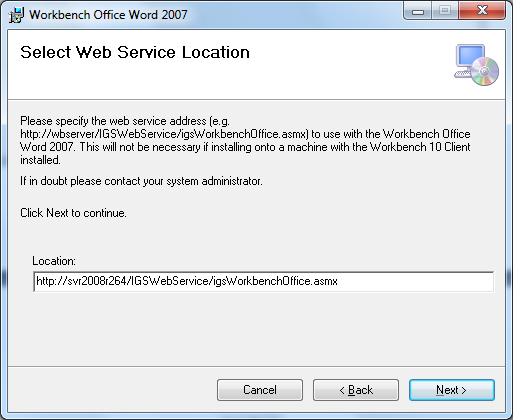 Workbench Office Word 2007
Select Web Service Location
Please specify the web service address (e.g.
http://wbserver/IGSWebService/igsWorkbenchOffice.asmx) to use with the Workbench Office
Word 2007. This will not be necessary if installing onto a machine with the Workbench 10 Client
installed.
If in doubt please contact your system administrator.
Click Next to continue.
Location:
http://svr2008r264/IGSWebService/igsWorkbenchOffice.asmx
Cancel
< Back
Next >